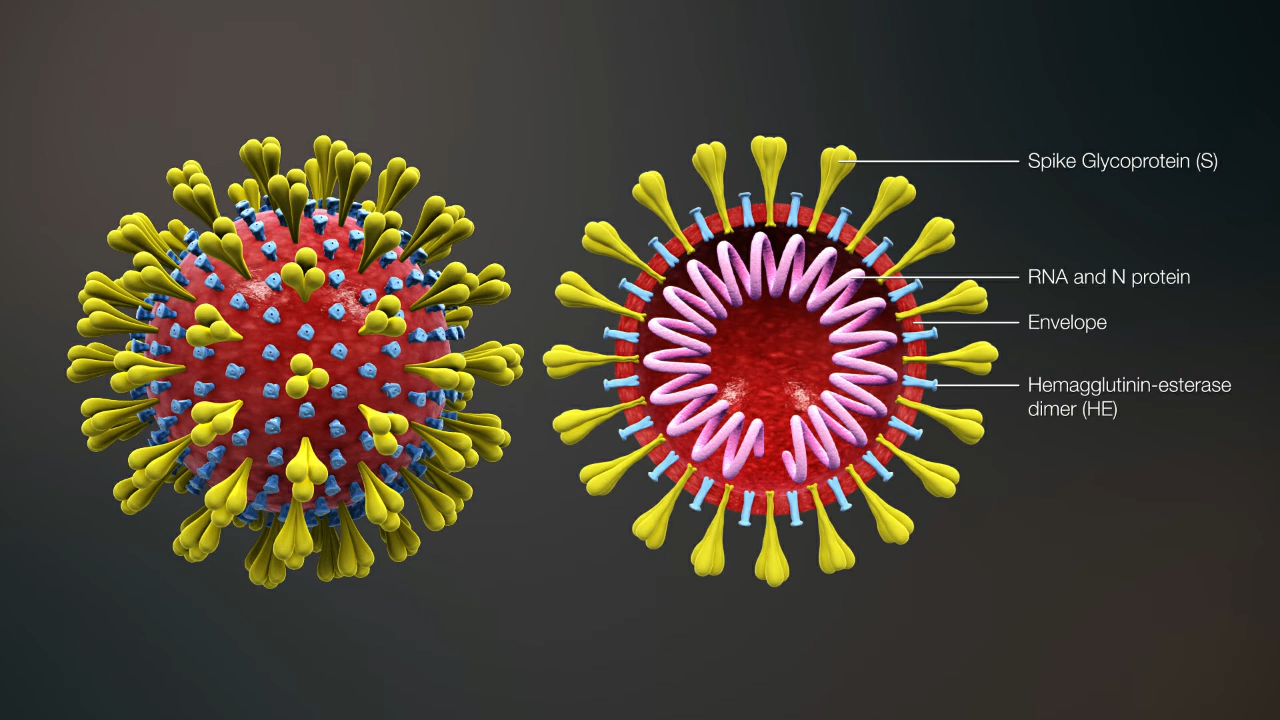 Spike Glycoprotein (S)
RNA and N protein
Envelope
Hemagglutinin-esterase
dimer (HE)